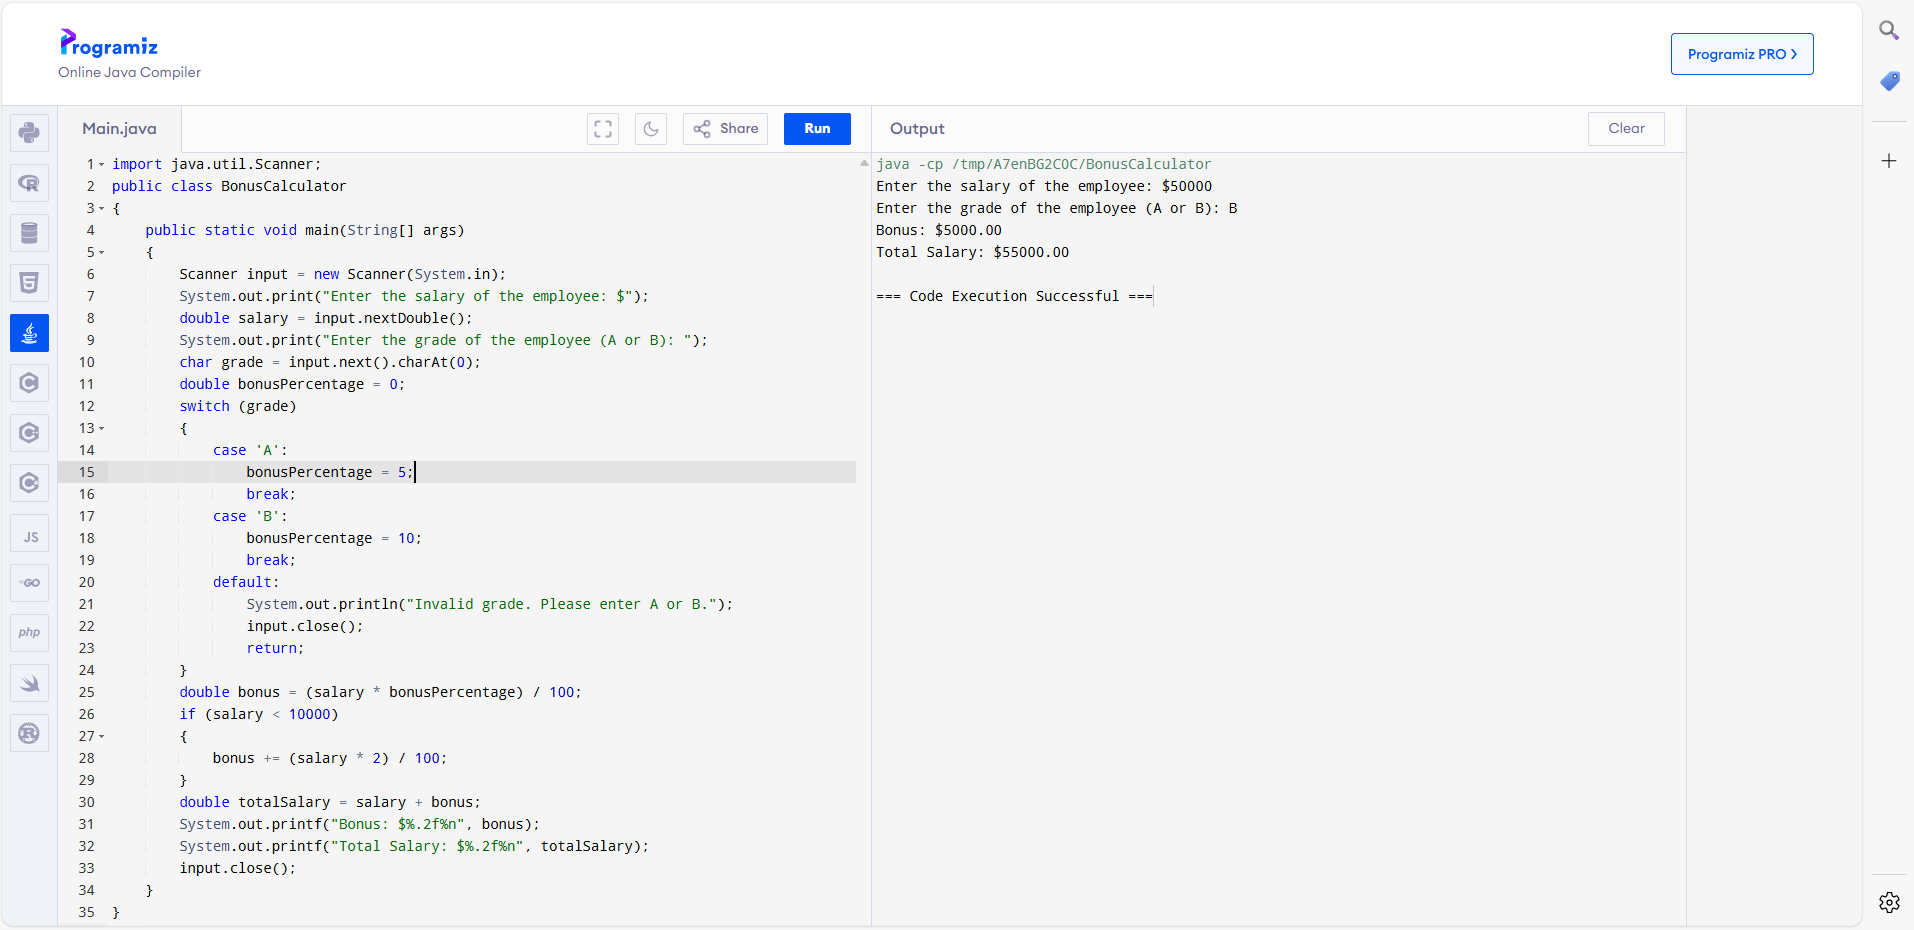 Programiz
Online Java Compiler
Programiz PRO >
Main.java
Share
Run
Output
Clear
1 import java.util.Scanner;
2 public class BonusCalculator
3 {
4     public static void main(String[] args)
5     {
6         Scanner input = new Scanner(System.in);
7         System.out.print("Enter the salary of the employee: $");
8         double salary = input.nextDouble();
9         System.out.print("Enter the grade of the employee (A or B): ");
10         char grade = input.next().charAt(0);
11         double bonusPercentage = 0;
12         switch (grade)
13         {
14             case 'A':
15                 bonusPercentage = 5;
16                 break;
17             case 'B':
18                 bonusPercentage = 10;
19                 break;
20             default:
21                 System.out.println("Invalid grade. Please enter A or B.");
22                 input.close();
23                 return;
24         }
25         double bonus = (salary * bonusPercentage) / 100;
26         if (salary < 10000)
27         {
28             bonus += (salary * 2) / 100;
29         }
30         double totalSalary = salary + bonus;
31         System.out.printf("Bonus: $%.2f%n", bonus);
32         System.out.printf("Total Salary: $%.2f%n", totalSalary);
33         input.close();
34     }
35 }
java -cp /tmp/A7enBG2C0C/BonusCalculator
Enter the salary of the employee: $50000
Enter the grade of the employee (A or B): B
Bonus: $5000.00
Total Salary: $55000.00
=== Code Execution Successful ===
R
5
C
C
C
JS
GO
php
R